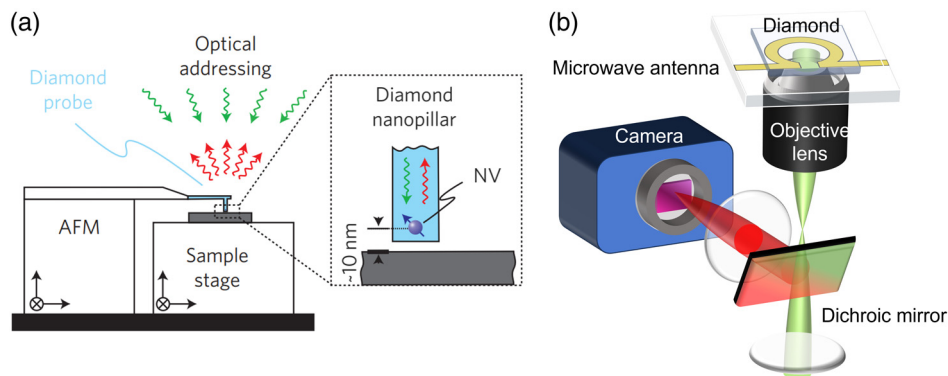 (a)
Optical
addressing
Diamond
probe
Diamond
nanopillar
NV
~10 nm
AFM
Sample
stage
(b)
Diamond
Microwave antenna
Camera
Objective
lens
Dichroic mirror